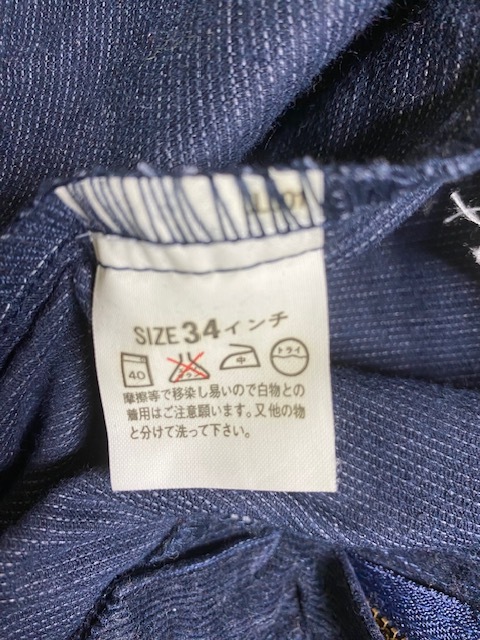 SIZE 34インチ
40 中 ドライ
摩擦等で移染し易いので白物との
着用はご注意願います。又他の物
と分けて洗って下さい。